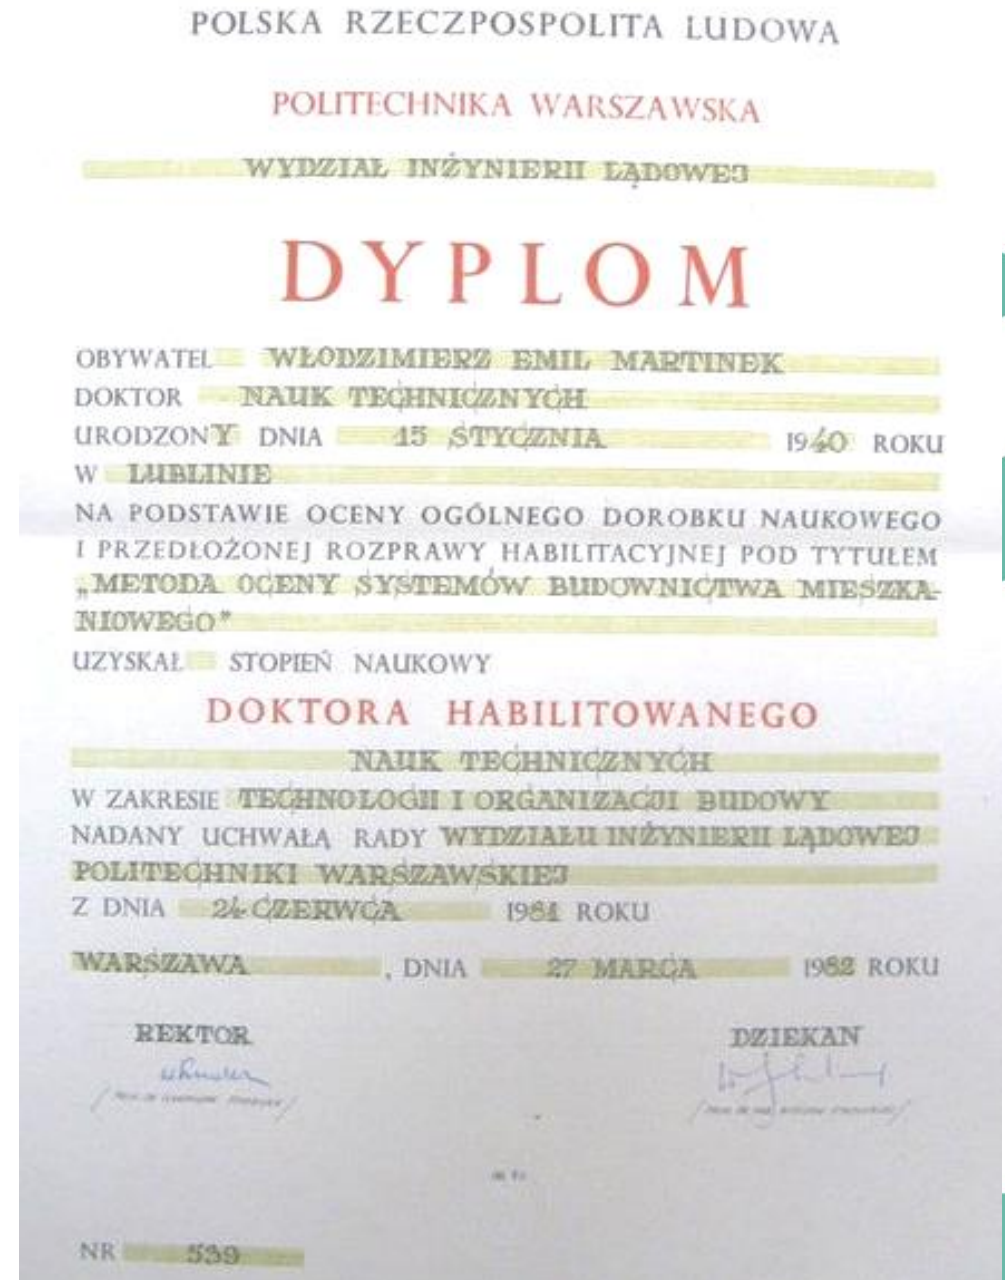 POLSKA RZECZPOSPOLITA LUDOWA
POLITECHNIKA WARSZAWSKA
WYDZIAŁ INŻYNIERII LĄDOWEJ
DYPLOM
OBYWATEL WŁODZIMIERZ EMIL MARTINEK
DOKTOR NAUK TECHNICZNYCH
URODZONY DNIA 15 STYCZNIA 1940 ROKU
W LUBLINIE
NA PODSTAWIE OCENY OGÓLNEGO DOROBKU NAUKOWEGO
I PRZEDŁOŻONEJ ROZPRAWY HABILITACYJNEJ POD TYTUŁEM
„METODA OCENY SYSTEMÓW BUDOWNICTWA MIESZKA-
NIOWEGO"
UZYSKAŁ STOPIEŃ NAUKOWY
DOKTORA HABILITOWANEGO
NAUK TECHNICZNYCH
W ZAKRESIE TECHNOLOGII I ORGANIZACJI BUDOWY
NADANY UCHWAŁĄ RADY WYDZIAŁU INŻYNIERII LĄDOWEJ
POLITECHNIKI WARSZAWSKIEJ
Z DNIA 24 CZERWCA 1981 ROKU
WARSZAWA, DNIA 27 MARCA 1982 ROKU
REKTOR DZIEKAN
NR 539